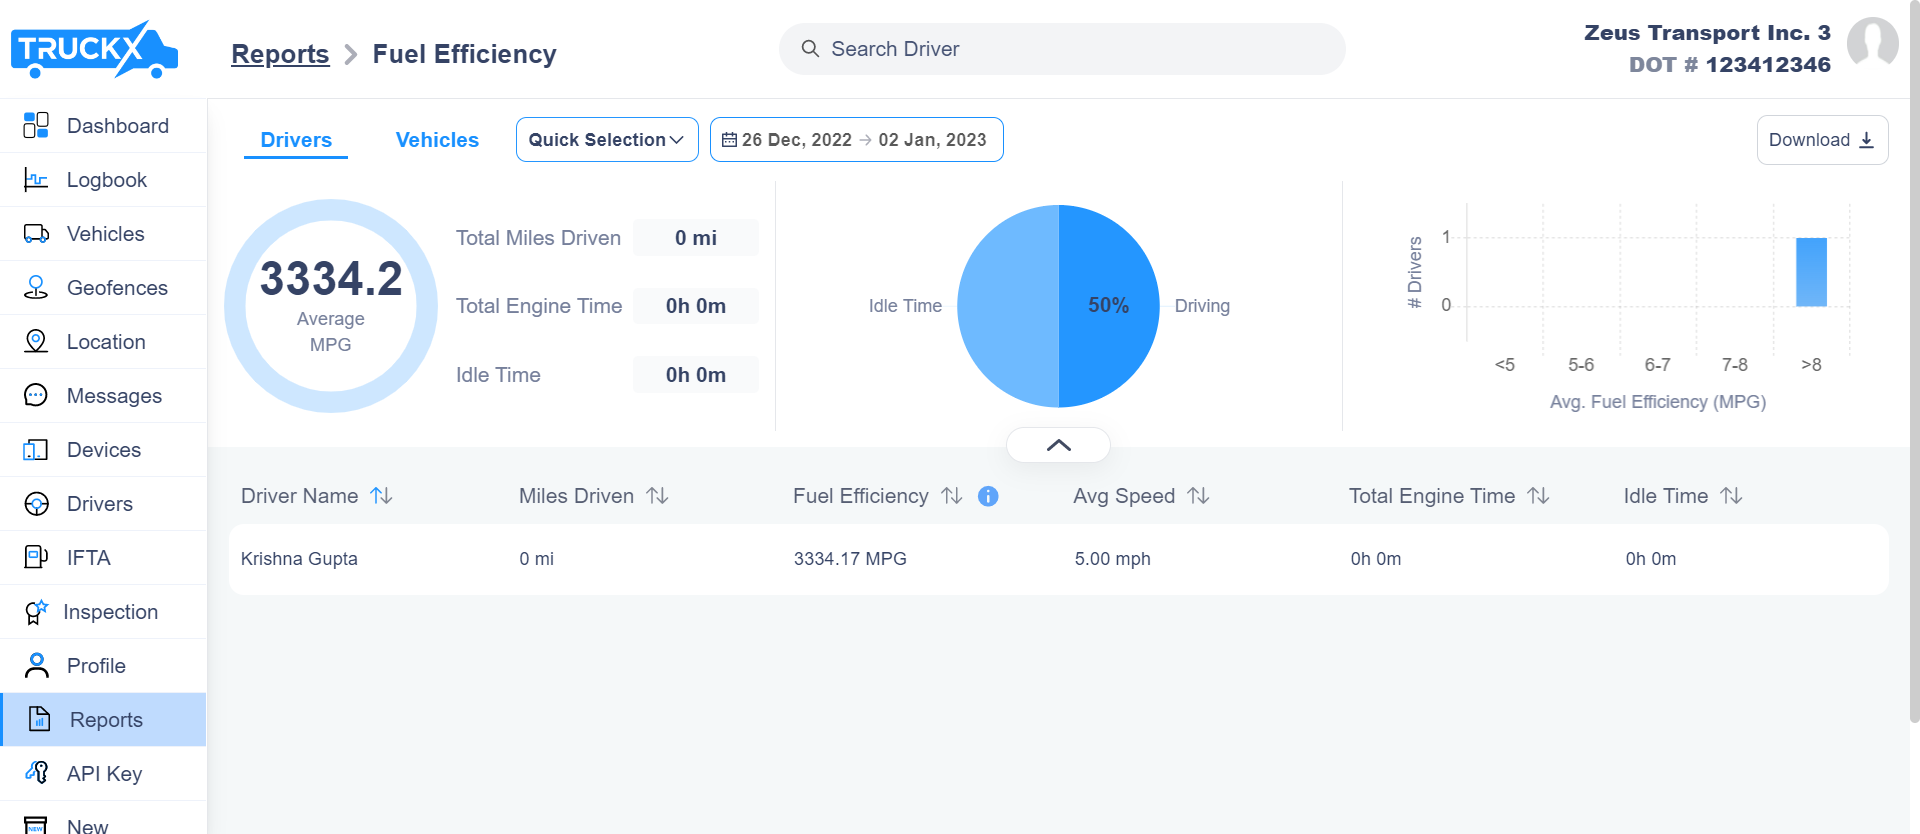 TRUCKX
Reports > Fuel Efficiency
Search Driver
Zeus Transport Inc. 3
DOT # 123412346
Dashboard
Logbook
Vehicles
Geofences
Location
Messages
Devices
Drivers
IFTA
Inspection
Profile
Reports
API Key
NEW New
Drivers
Vehicles
Quick Selection
26 Dec, 2022 → 02 Jan, 2023
Download
3334.2
Average
MPG
Total Miles Driven 0 mi
Total Engine Time 0h 0m
Idle Time 0h 0m
Idle Time
50%
Driving
# Drivers
1
0
<5 5-6 6-7 7-8 >8
Avg. Fuel Efficiency (MPG)
Driver Name Miles Driven Fuel Efficiency Avg Speed Total Engine Time Idle Time
Krishna Gupta 0 mi 3334.17 MPG 5.00 mph 0h 0m 0h 0m